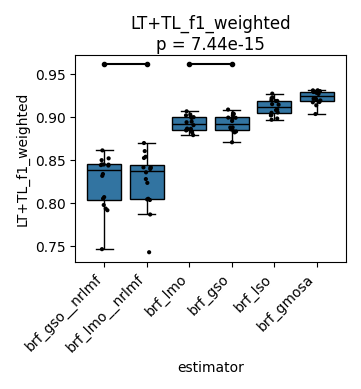 LT+TL_f1_weighted
p = 7.44e-15
LT+TL_f1_weighted
0.95
0.90
0.85
0.80
0.75
brf_gso__nrlmf
brf_lmo__nrlmf
brf_lmo
brf_gso
brf_lso
brf_gmosa
estimator